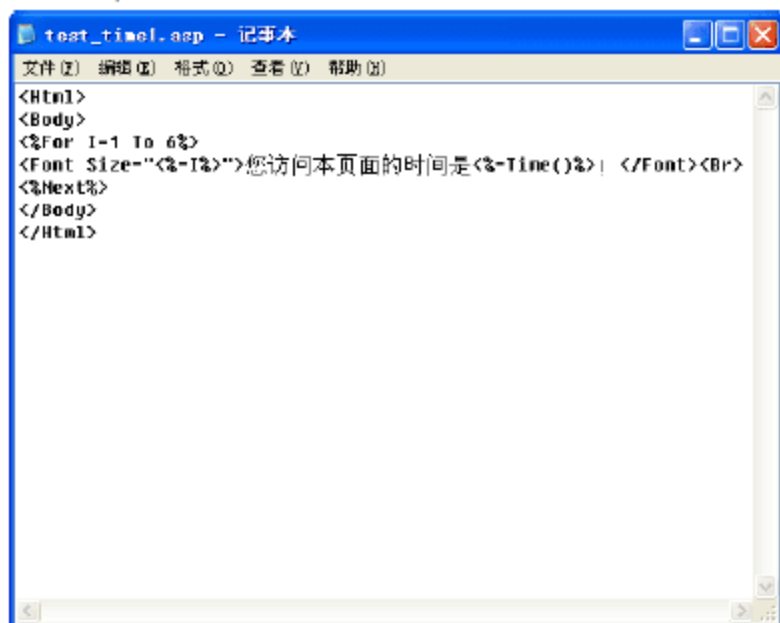 test_time1.asp - 记事本
文件(F) 编辑(E) 格式(O) 查看(V) 帮助(H)
<Html>
<Body>
<%For I=1 To 6%>
<Font Size="<%=I%>">您访问本页面的时间是<%=Time()%>! </Font><Br>
<%Next%>
</Body>
</Html>